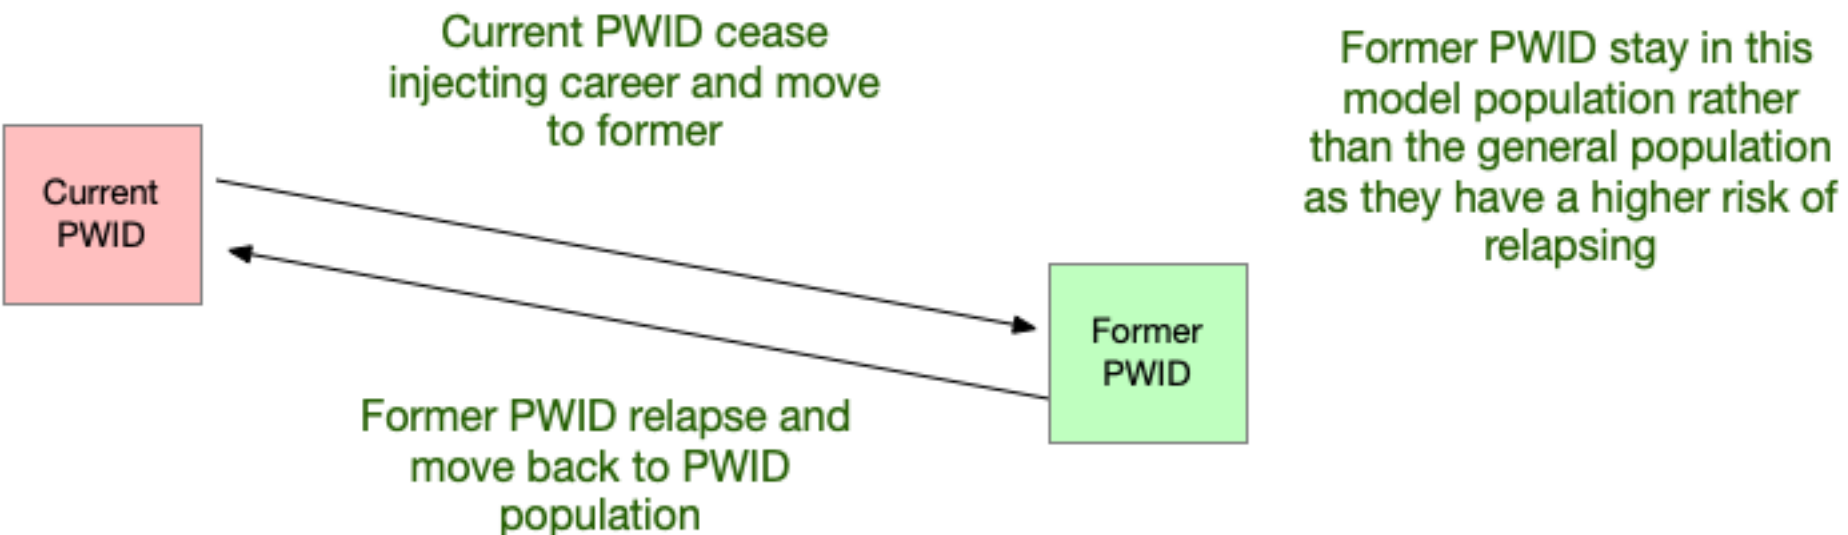 Current PWID cease
injecting career and move
to former
Former PWID stay in this
model population rather
than the general population
as they have a higher risk of
relapsing
Current
PWID
Former
PWID
Former PWID relapse and
move back to PWID
population